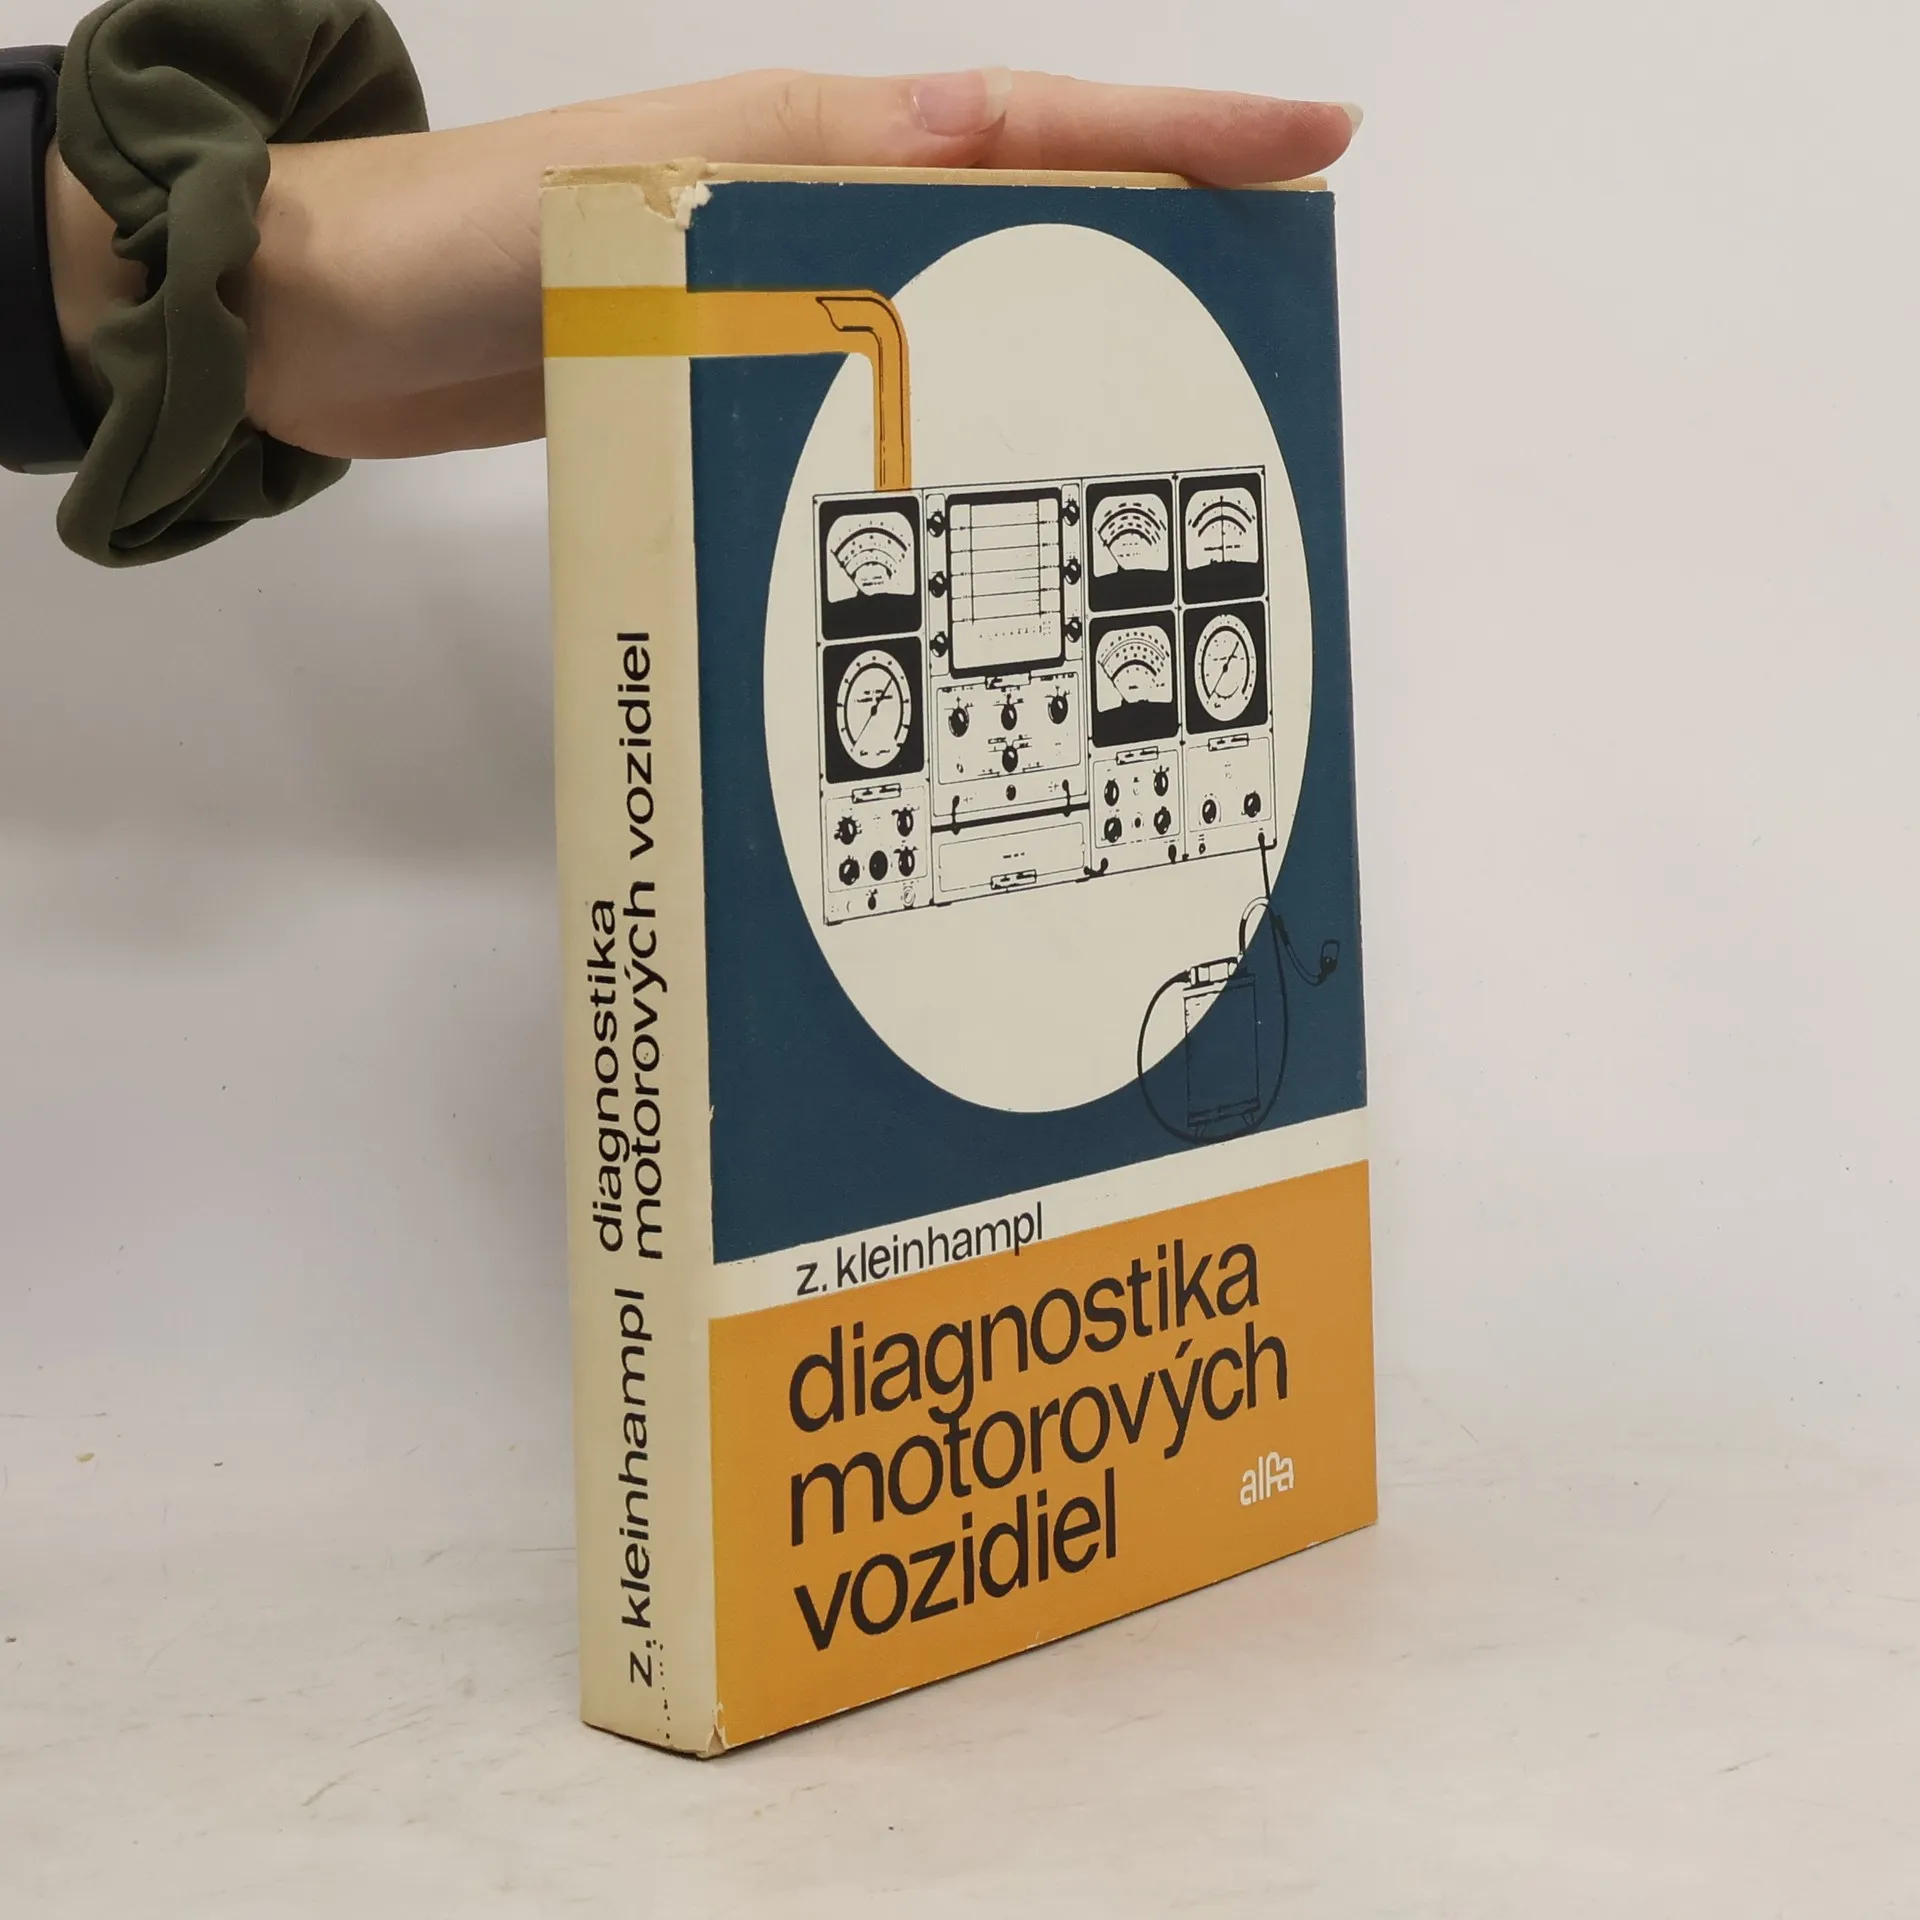 z. kleinhampl diagnostika
motorových vozidiel
z. kleinhampl
diagnostika
motorových
vozidiel
alfa